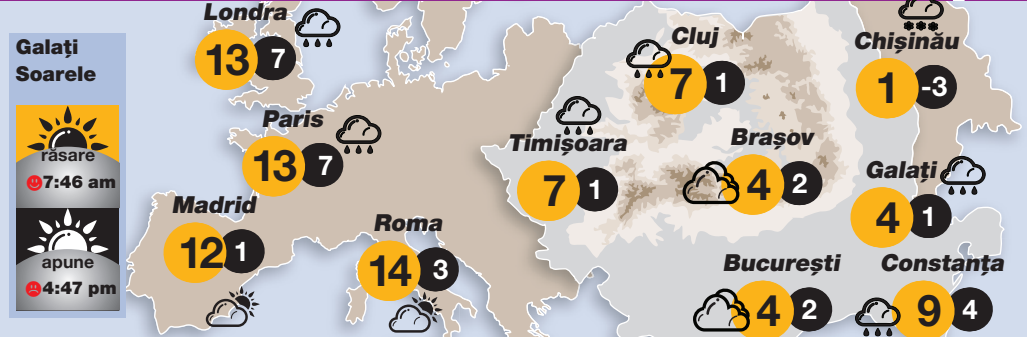 Galați
Soarele
răsare
7:46 am
apune
4:47 pm
Londra
13 7
Paris
13 7
Madrid
12 1
Roma
14 3
Cluj
7 1
Timișoara
7 1
Brașov
4 2
București
4 2
Chișinău
1 -3
Galați
4 1
Constanța
9 4